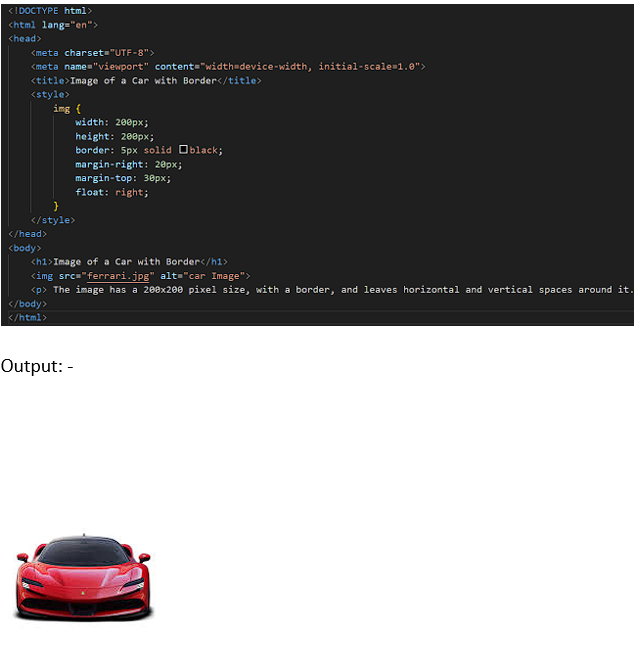 <!DOCTYPE html>
<html lang="en">
<head>
    <meta charset="UTF-8">
    <meta name="viewport" content="width=device-width, initial-scale=1.0">
    <title>Image of a Car with Border</title>
    <style>
        img {
            width: 200px;
            height: 200px;
            border: 5px solid black;
            margin-right: 20px;
            margin-top: 30px;
            float: right;
        }
    </style>
</head>
<body>
    <h1>Image of a Car with Border</h1>
    <img src="ferrari.jpg" alt="car Image">
    <p> The image has a 200x200 pixel size, with a border, and leaves horizontal and vertical spaces around it.
</body>
</html>
Output: -